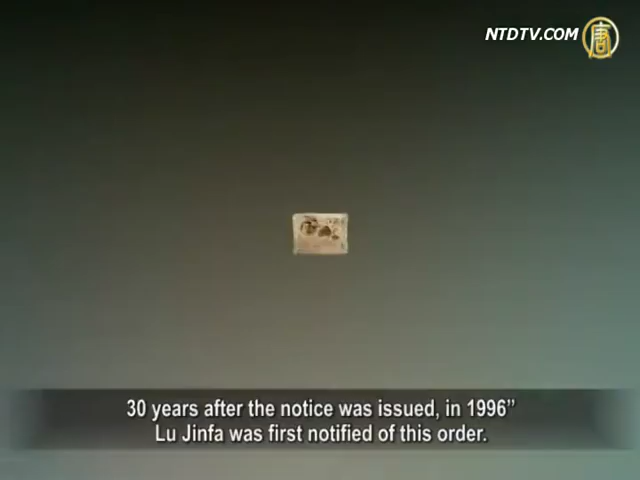 NTDTV.COM 唐
30 years after the notice was issued, in 1996”
Lu Jinfa was first notified of this order.